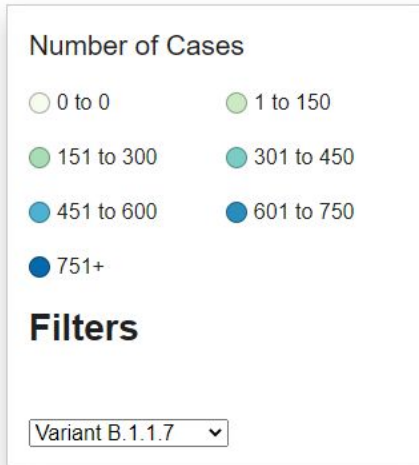 Number of Cases
0 to 0 1 to 150
151 to 300 301 to 450
451 to 600 601 to 750
751+
Filters
Variant B.1.1.7